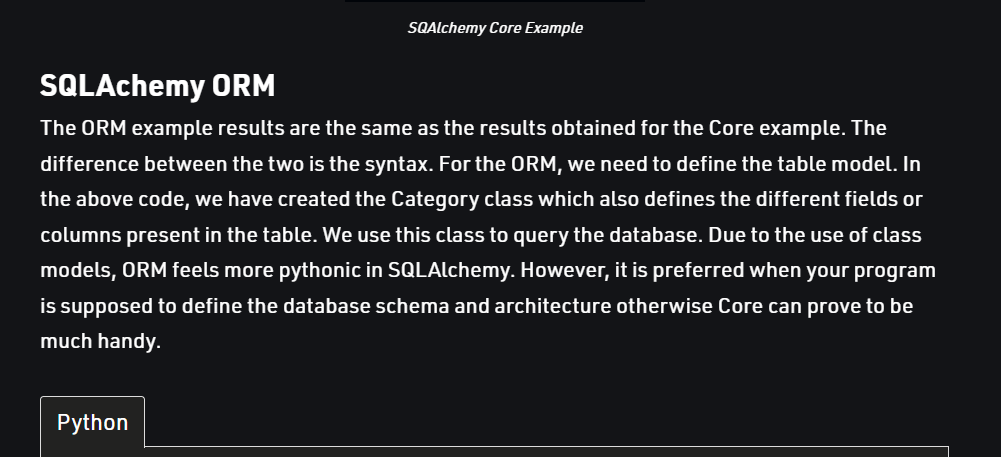 SQAlchemy Core Example
SQLAchemy ORM
The ORM example results are the same as the results obtained for the Core example. The
difference between the two is the syntax. For the ORM, we need to define the table model. In
the above code, we have created the Category class which also defines the different fields or
columns present in the table. We use this class to query the database. Due to the use of class
models, ORM feels more pythonic in SQLAlchemy. However, it is preferred when your program
is supposed to define the database schema and architecture otherwise Core can prove to be
much handy.
Python